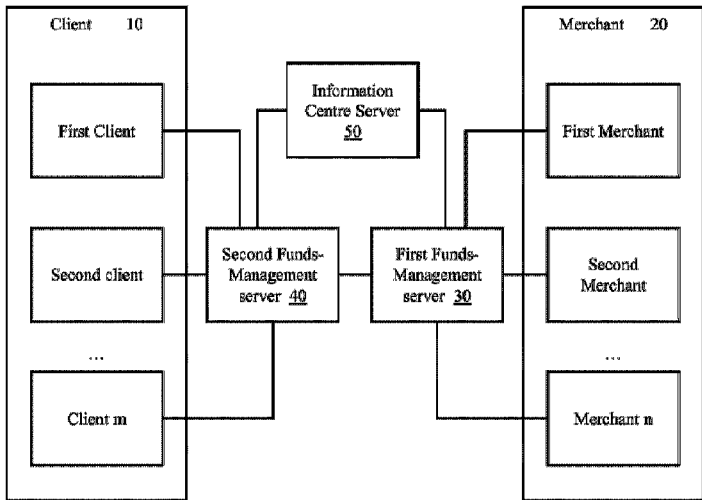 Client 10
Merchant 20
Information
Centre Server
50
First Client
First Merchant
Second client
Second Funds-
Management
server 40
First Funds-
Management
server 30
Second
Merchant
...
...
Client m
Merchant n